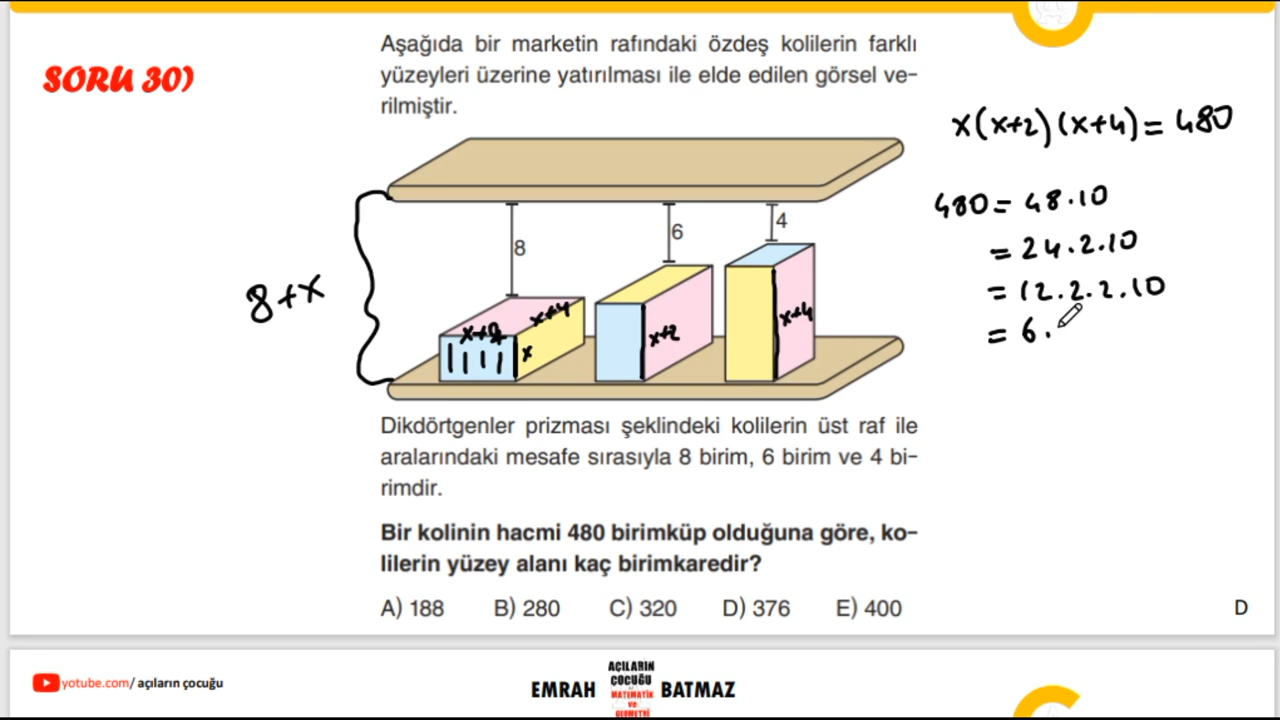 SORU 30)
Aşağıda bir marketin rafındaki özdeş kolilerin farklı
yüzeyleri üzerine yatırılması ile elde edilen görsel ve-
rilmiştir.
x(x+2)(x+4)=480
480=48.10
=24.2.10
=12.2.2.10
=6.
8
6
4
8+x
x+2
x+4
x
x+2
x+4
Dikdörtgenler prizması şeklindeki kolilerin üst raf ile
aralarındaki mesafe sırasıyla 8 birim, 6 birim ve 4 bi-
rimdir.
Bir kolinin hacmi 480 birimküp olduğuna göre, ko-
lilerin yüzey alanı kaç birimkaredir?
A) 188 B) 280 C) 320 D) 376 E) 400
D
yotube.com/ açıların çocuğu
EMRAH
AÇILARIN
ÇOCUĞU
MATEMATİK
ve
GEOMETRİ
BATMAZ